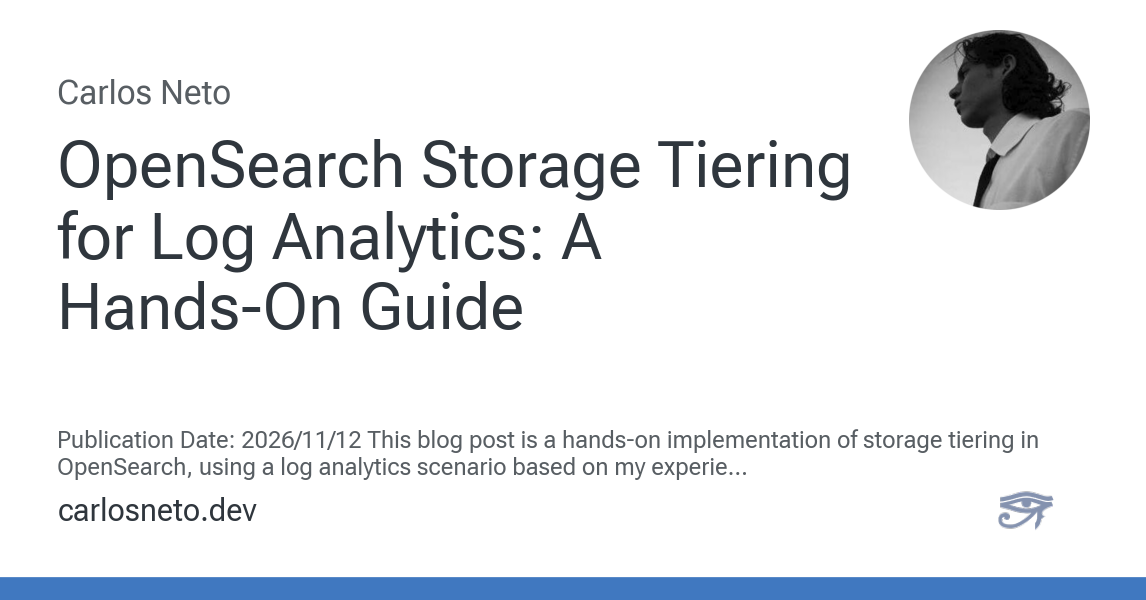 Carlos Neto
OpenSearch Storage Tiering
for Log Analytics: A
Hands-On Guide
Publication Date: 2026/11/12 This blog post is a hands-on implementation of storage tiering in
OpenSearch, using a log analytics scenario based on my experie...
carlosneto.dev